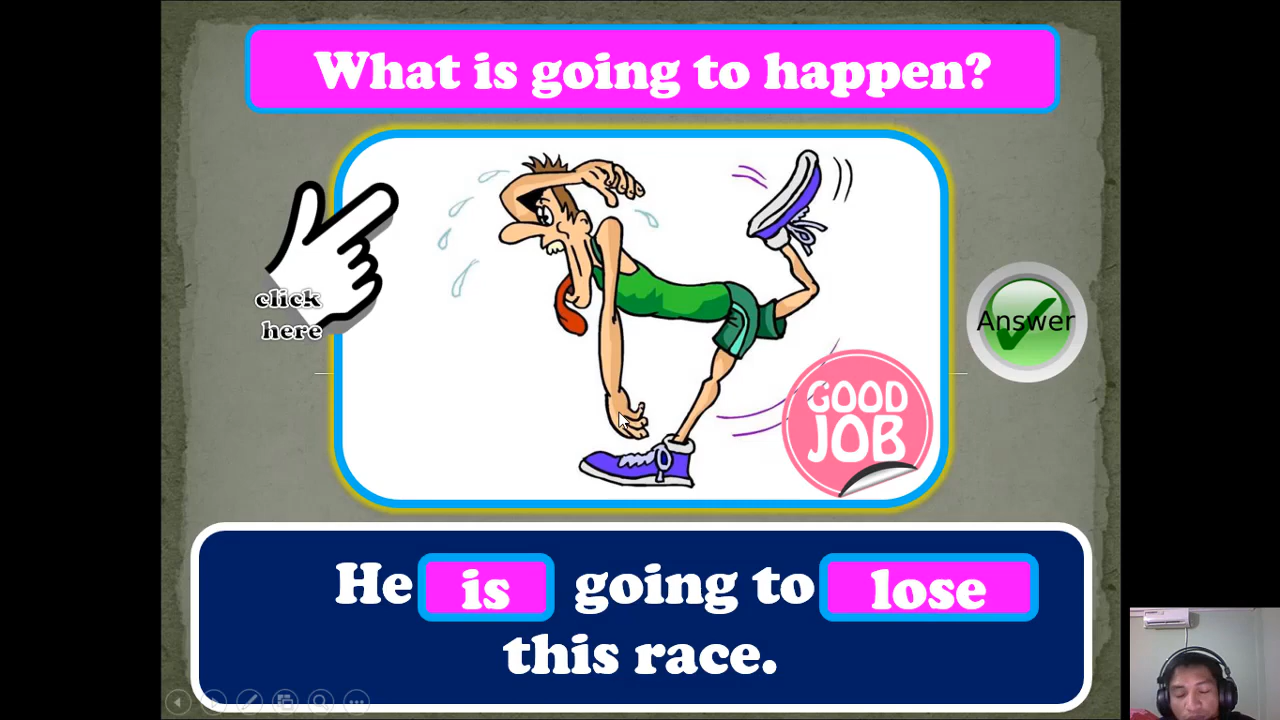 What is going to happen?
click
here
Answer
GOOD
JOB
He is going to lose
this race.